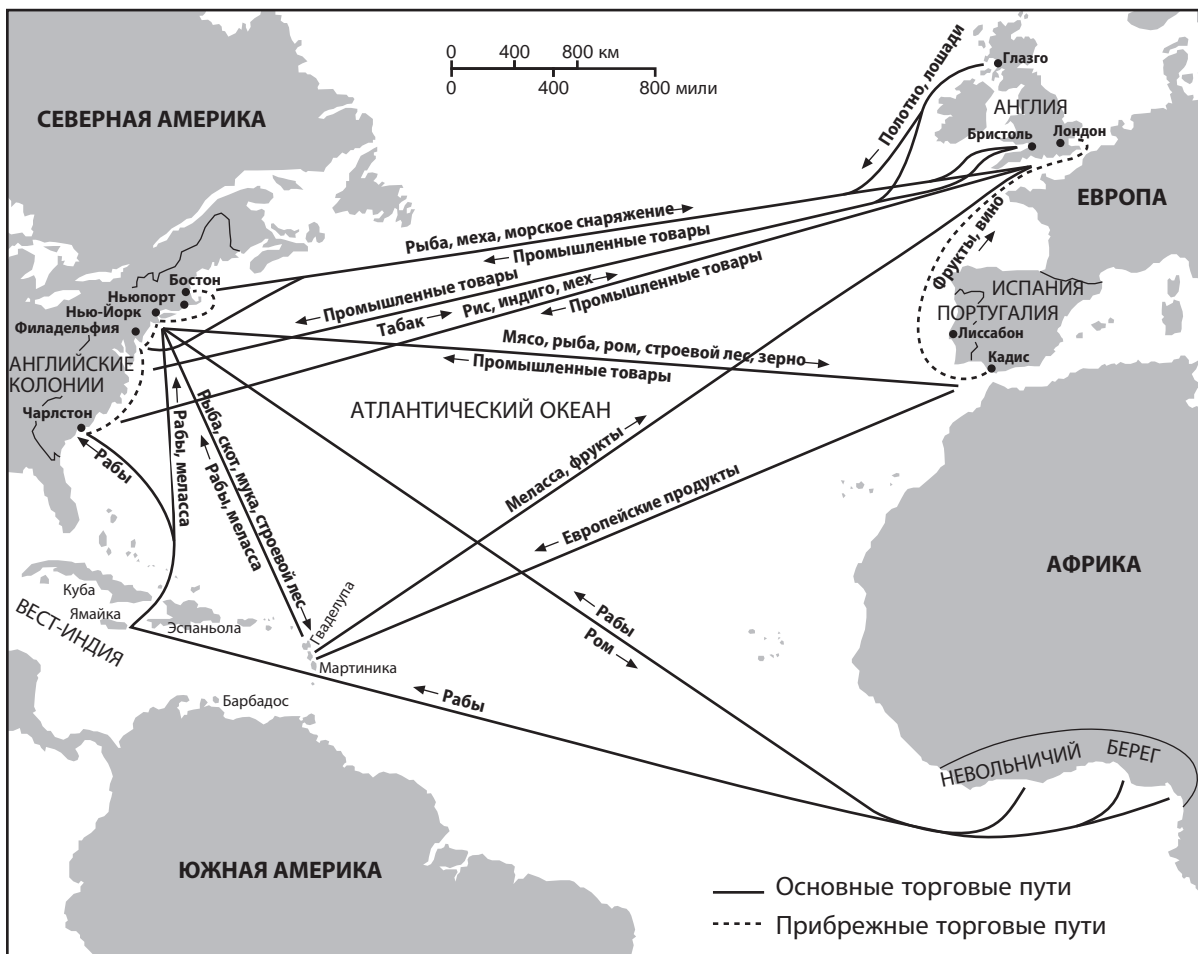 0 400 800 км
0 400 800 мили
СЕВЕРНАЯ АМЕРИКА
Полотно, лошади
Глазго
АНГЛИЯ
Бристоль
Лондон
ЕВРОПА
Рыба, меха, морское снаряжение
Промышленные товары
Фрукты, вино
Бостон
Ньюпорт
Нью-Йорк
Филадельфия
Промышленные товары
Табак
Рис, индиго, мех
Промышленные товары
ИСПАНИЯ
ПОРТУГАЛИЯ
Лиссабон
Кадис
АНГЛИЙСКИЕ
КОЛОНИИ
Мясо, рыба, ром, строевой лес, зерно
Промышленные товары
Чарлстон
АТЛАНТИЧЕСКИЙ ОКЕАН
Рабы
Рабы, меласса
Рыба, скот, мука, строевой лес
Рабы, меласса
Меласса, фрукты
Европейские продукты
АФРИКА
Куба
Ямайка
Эспаньола
ВЕСТ-ИНДИЯ
Гваделупа
Мартиника
Барбадос
Рабы
Ром
Рабы
НЕВОЛЬНИЧИЙ БЕРЕГ
ЮЖНАЯ АМЕРИКА
Основные торговые пути
Прибрежные торговые пути